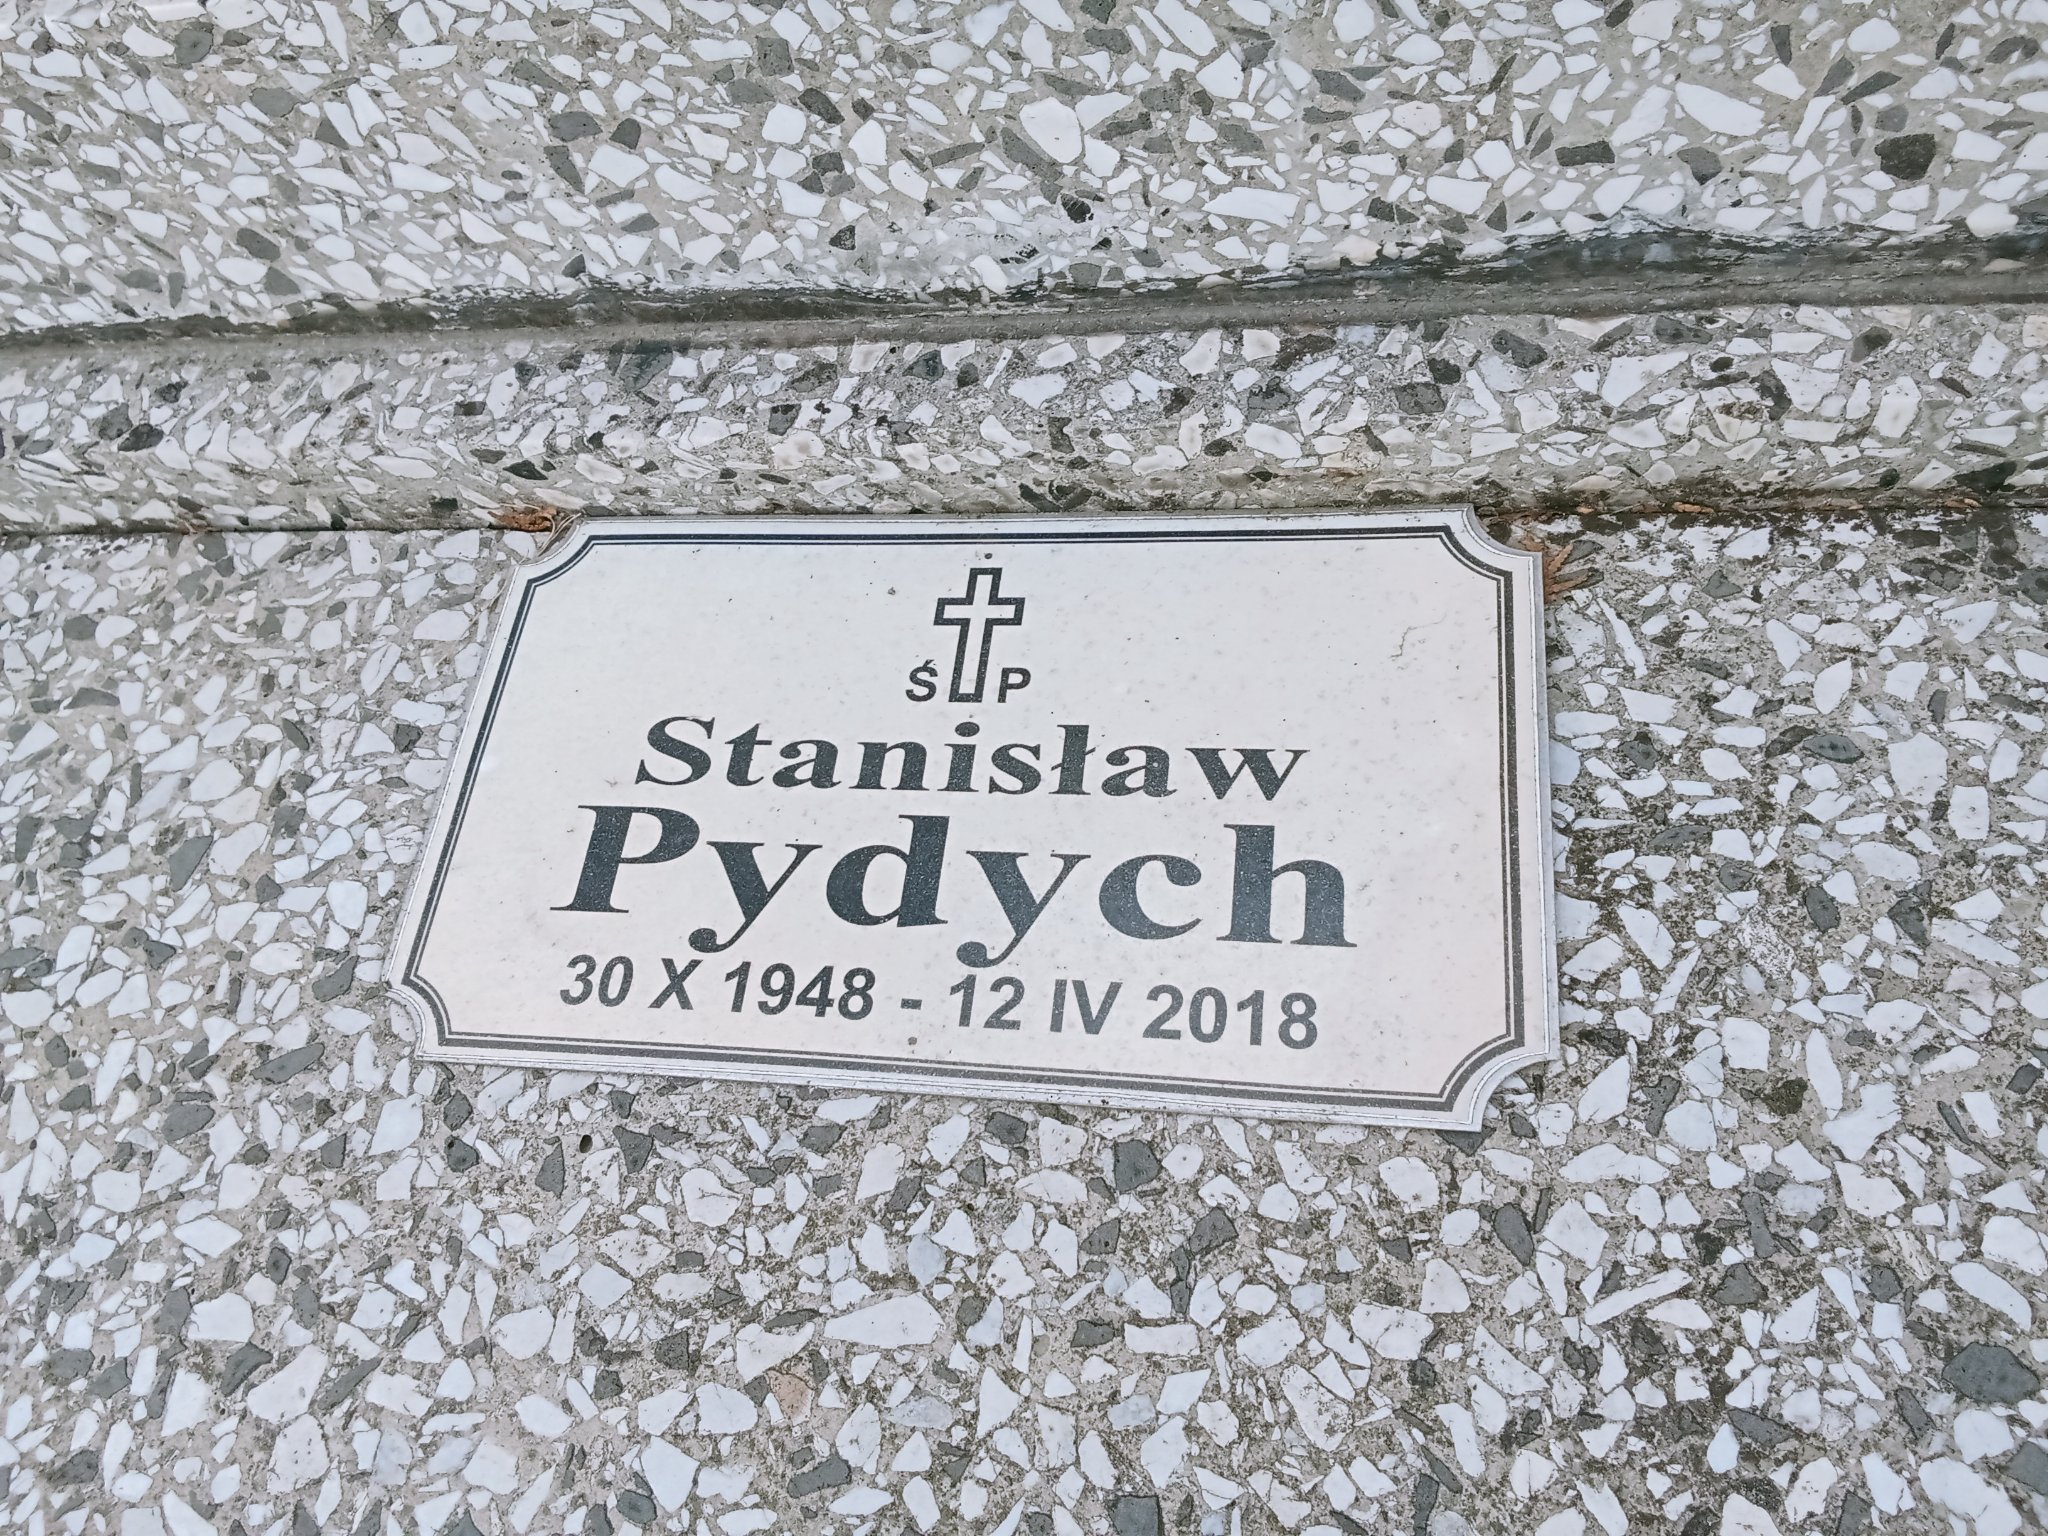 Ś P
Stanisław
Pydych
30 X 1948 - 12 IV 2018